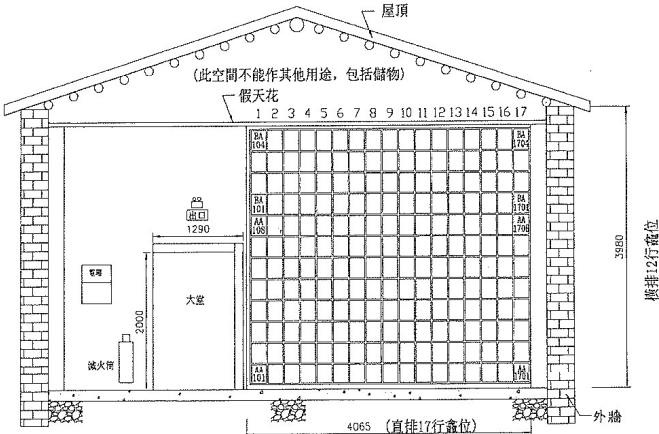 屋頂
(此空間不能作其他用途，包括儲物)
假天花
1 2 3 4 5 6 7 8 9 10 11 12 13 14 15 16 17
BA 104
BA 1704
BA 101
BA 1701
AA 108
AA 1708
出口
1290
3980
橫排12行龕位
電箱
大堂
2000
滅火筒
AA 101
AA 1701
外牆
4065 (直排17行龕位)